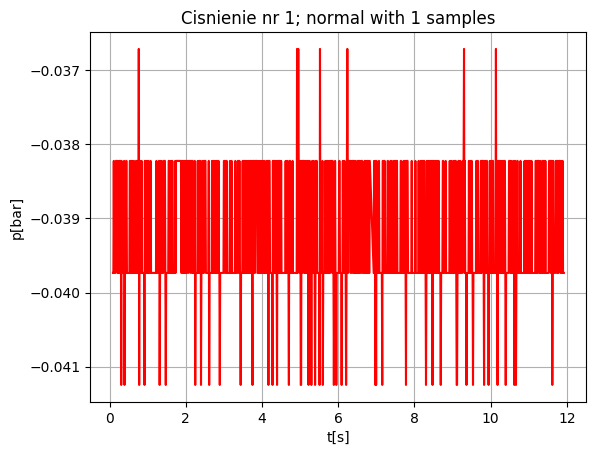 Cisnienie nr 1; normal with 1 samples
−0.037
−0.038
−0.039
−0.040
−0.041
p[bar]
0 2 4 6 8 10 12
t[s]